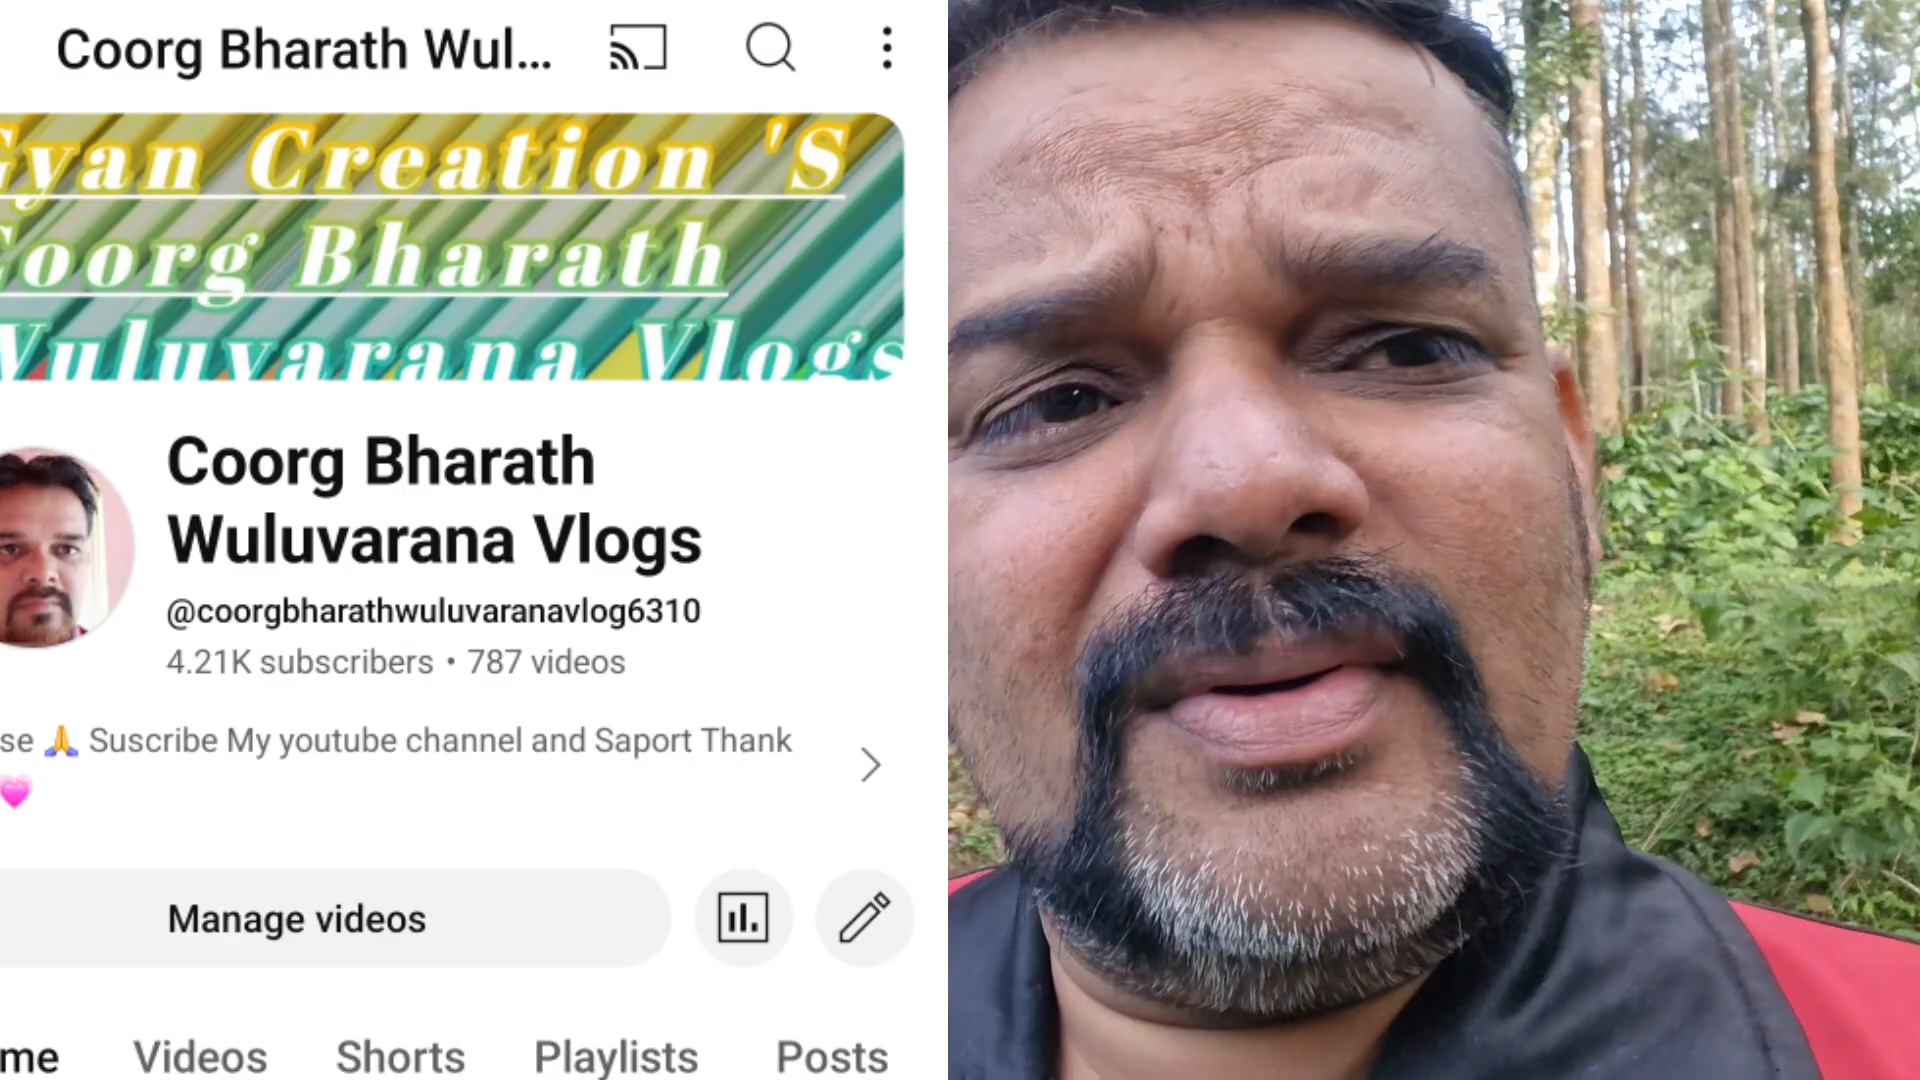 Coorg Bharath Wul...
Gyan Creation 'S
Coorg Bharath
Wuluvarana Vlogs
Coorg Bharath
Wuluvarana Vlogs
@coorgbharathwuluvaranavlog6310
4.21K subscribers • 787 videos
se 🙏 Suscribe My youtube channel and Saport Thank
💗
Manage videos
me Videos Shorts Playlists Posts